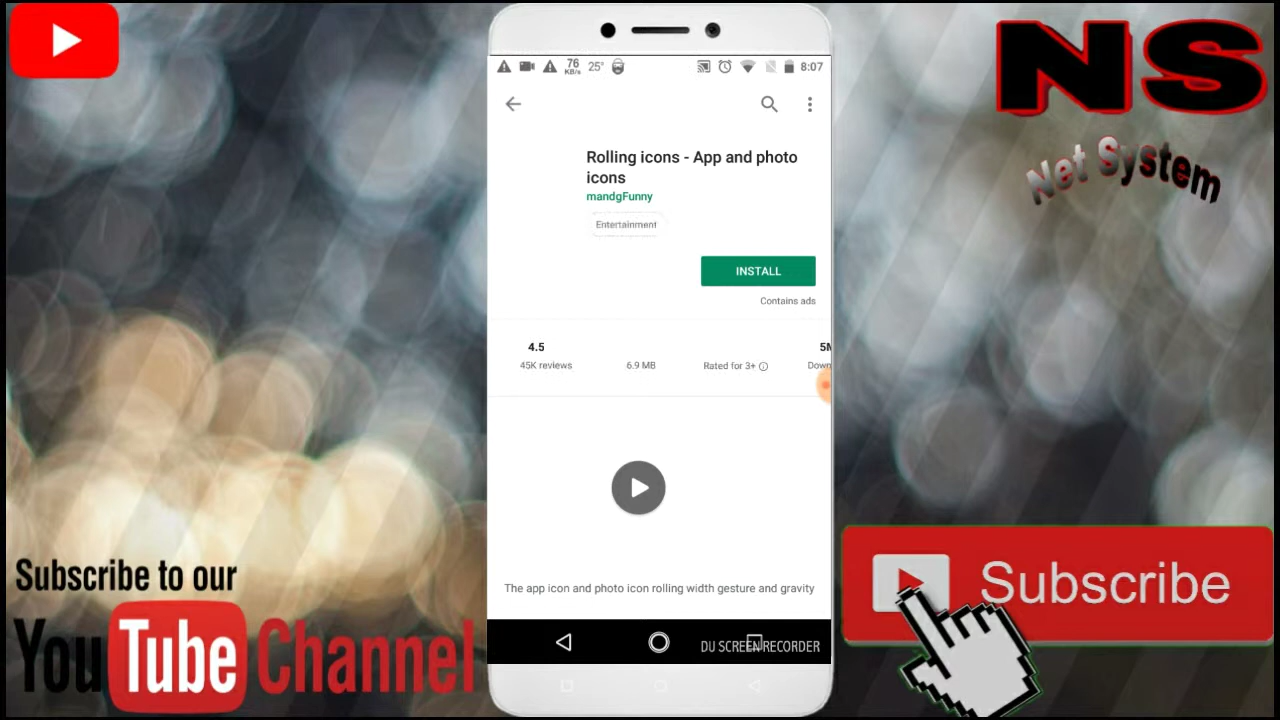 NS
Net System
76
KB/s
25°
8:07
Rolling icons - App and photo
icons
mandgFunny
Entertainment
INSTALL
Contains ads
4.5
45K reviews
6.9 MB
Rated for 3+
5M
Down
The app icon and photo icon rolling width gesture and gravity
DU SCREEN RECORDER
Subscribe to our
YouTube Channel
Subscribe